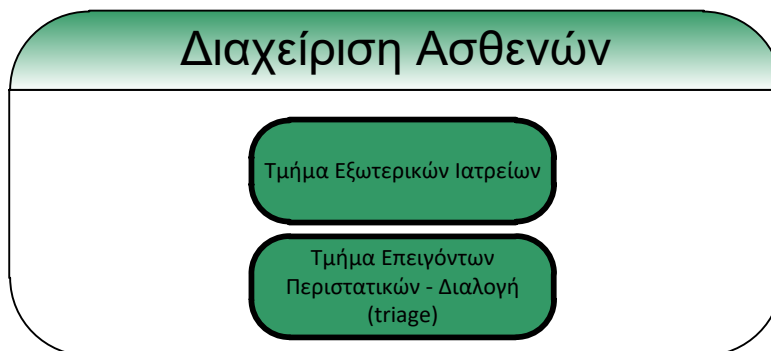 Διαχείριση Ασθενών
Τμήμα Εξωτερικών Ιατρείων
Τμήμα Επειγόντων
Περιστατικών - Διαλογή
(triage)